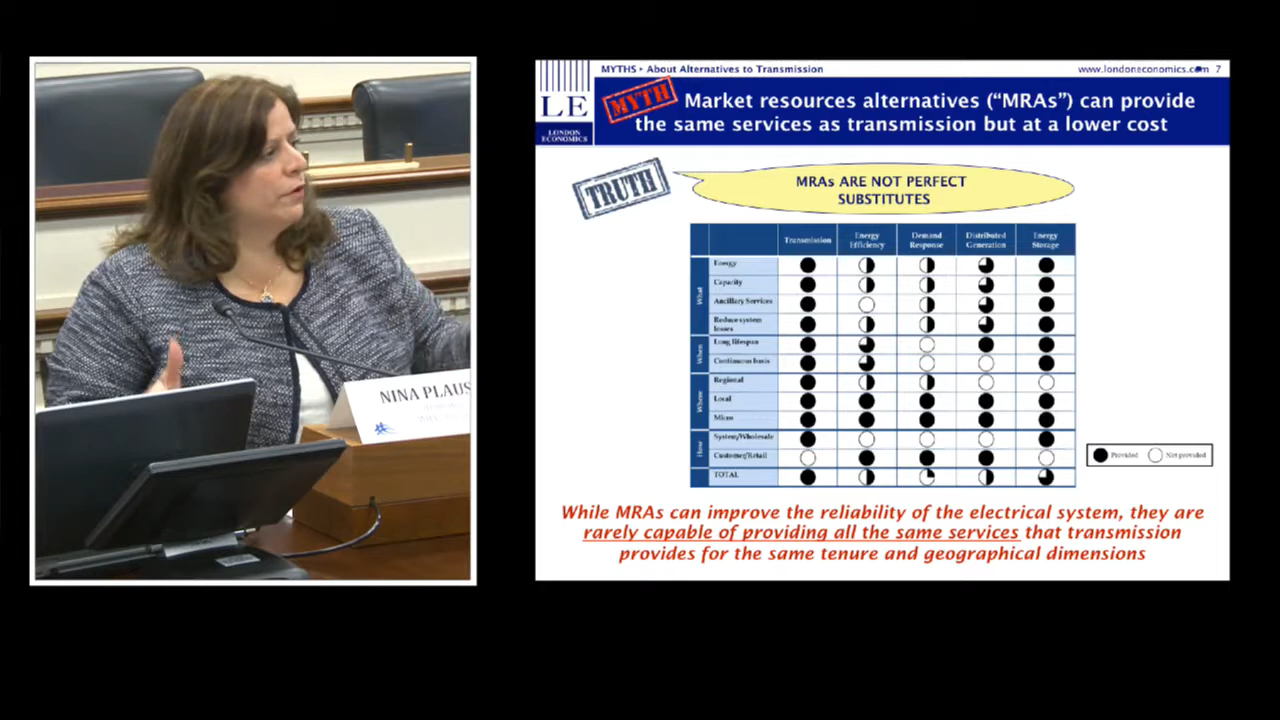 NINA PLAUS
MYTHS ▸ About Alternatives to Transmission
www.londoneconomics.com 7
LE
LONDON
ECONOMICS
MYTH
Market resources alternatives (“MRAs”) can provide
the same services as transmission but at a lower cost
TRUTH
MRAs ARE NOT PERFECT
SUBSTITUTES
Transmission
Energy
Efficiency
Demand
Response
Distributed
Generation
Energy
Storage
What
Energy
Capacity
Ancillary Services
Reduce system
losses
When
Long lifespan
Continuous basis
Where
Regional
Local
Micro
How
System/Wholesale
Customer/Retail
TOTAL
Provided
Not provided
While MRAs can improve the reliability of the electrical system, they are
rarely capable of providing all the same services that transmission
provides for the same tenure and geographical dimensions